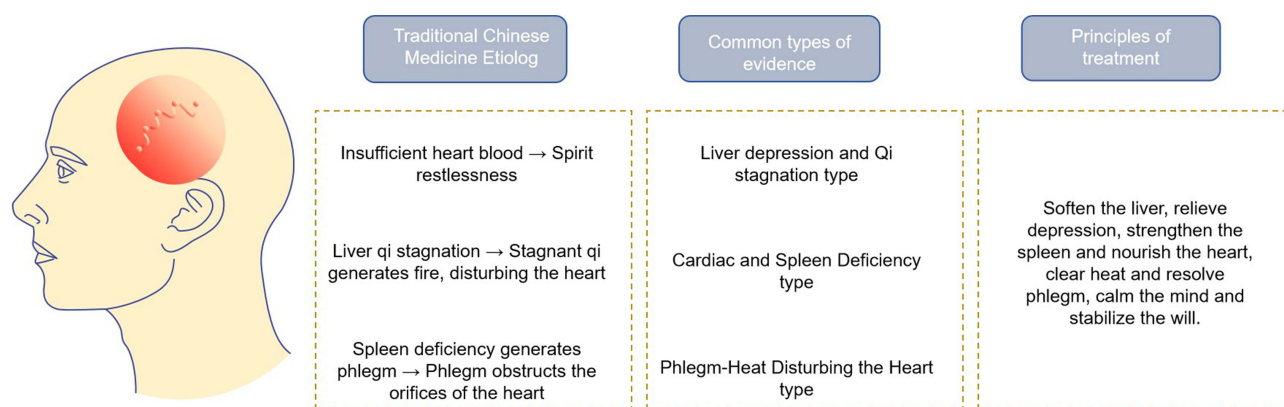 Traditional Chinese
Medicine Etiolog
Common types of
evidence
Principles of
treatment
Insufficient heart blood → Spirit
restlessness
Liver qi stagnation → Stagnant qi
generates fire, disturbing the heart
Spleen deficiency generates
phlegm → Phlegm obstructs the
orifices of the heart
Liver depression and Qi
stagnation type
Cardiac and Spleen Deficiency
type
Phlegm-Heat Disturbing the Heart
type
Soften the liver, relieve
depression, strengthen the
spleen and nourish the heart,
clear heat and resolve
phlegm, calm the mind and
stabilize the will.